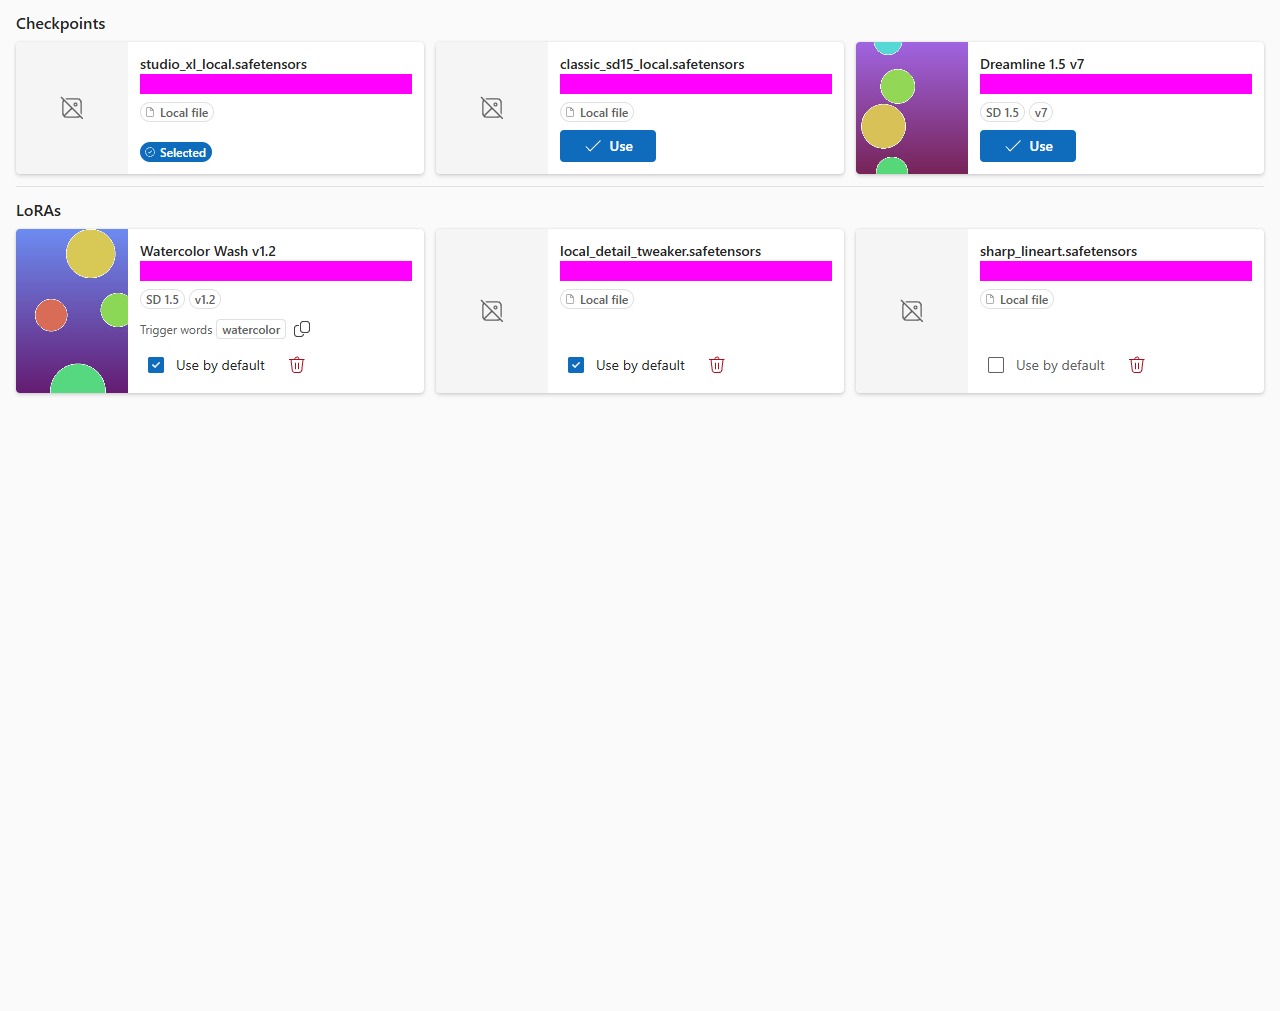 Checkpoints
studio_xl_local.safetensors
Local file
Selected
classic_sd15_local.safetensors
Local file
Use
Dreamline 1.5 v7
SD 1.5 v7
Use
LoRAs
Watercolor Wash v1.2
SD 1.5 v1.2
Trigger words watercolor
Use by default
local_detail_tweaker.safetensors
Local file
Use by default
sharp_lineart.safetensors
Local file
Use by default